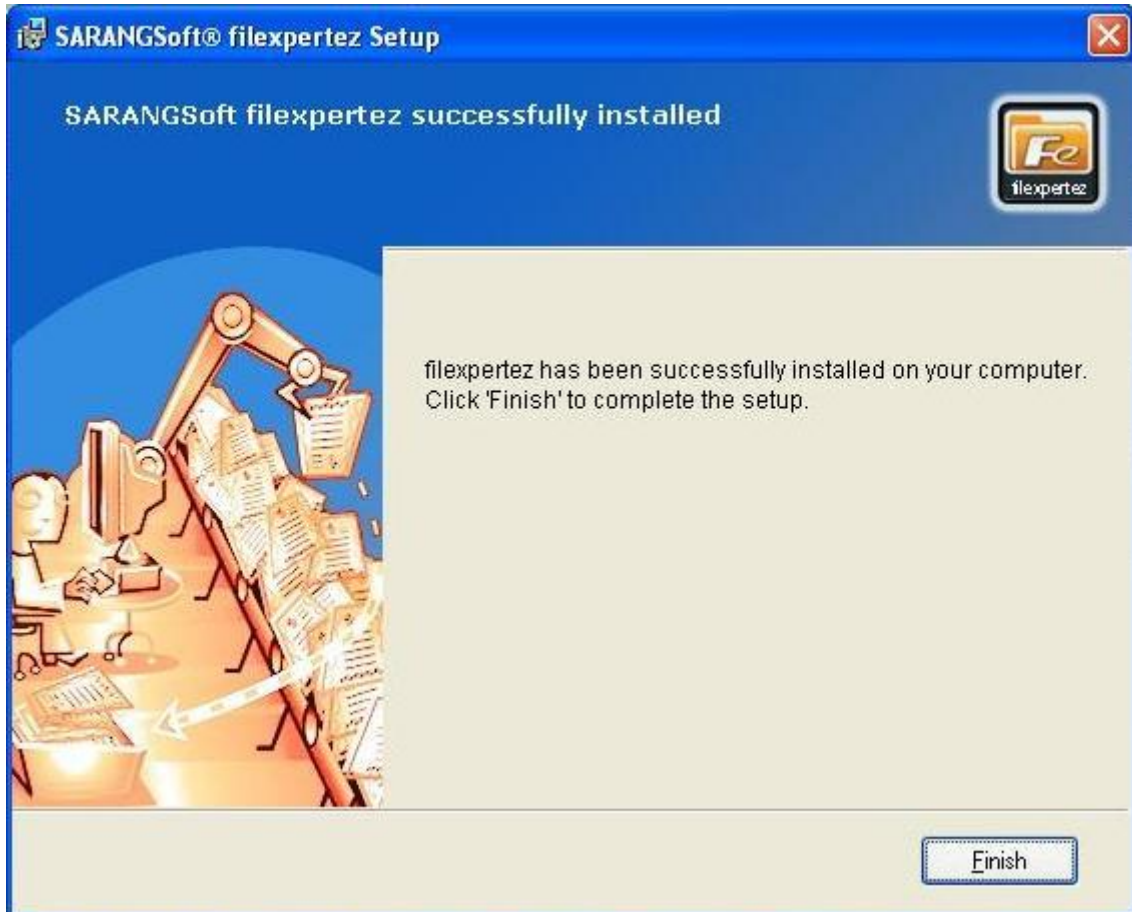 SARANGSoft® filexpertez Setup
SARANGSoft filexpertez successfully installed
Fe
filexpertez
filexpertez has been successfully installed on your computer.
Click 'Finish' to complete the setup.
Finish